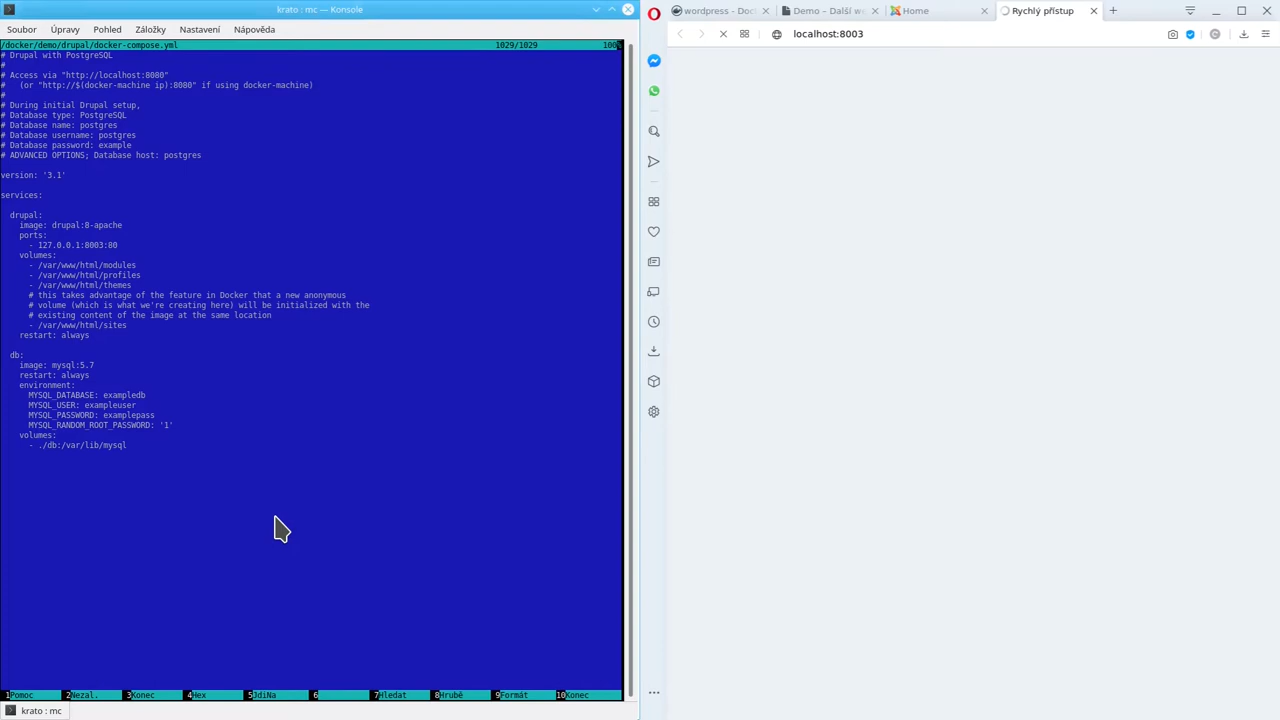 krato : mc — Konsole
Soubor Úpravy Pohled Záložky Nastavení Nápověda
/docker/demo/drupal/docker-compose.yml 1029/1029 100%
# Drupal with PostgreSQL
#
# Access via "http://localhost:8080"
#   (or "http://$(docker-machine ip):8080" if using docker-machine)
#
# During initial Drupal setup,
# Database type: PostgreSQL
# Database name: postgres
# Database username: postgres
# Database password: example
# ADVANCED OPTIONS; Database host: postgres
version: '3.1'
services:
  drupal:
    image: drupal:8-apache
    ports:
      - 127.0.0.1:8003:80
    volumes:
      - /var/www/html/modules
      - /var/www/html/profiles
      - /var/www/html/themes
      # this takes advantage of the feature in Docker that a new anonymous
      # volume (which is what we're creating here) will be initialized with the
      # existing content of the image at the same location
      - /var/www/html/sites
    restart: always
  db:
    image: mysql:5.7
    restart: always
    environment:
      MYSQL_DATABASE: exampledb
      MYSQL_USER: exampleuser
      MYSQL_PASSWORD: examplepass
      MYSQL_RANDOM_ROOT_PASSWORD: '1'
    volumes:
      - ./db:/var/lib/mysql
1Pomoc 2Nezal. 3Konec 4Hex 5JdiNa 6 7Hledat 8Hrubě 9Formát 10Konec
krato : mc
wordpress - Doc Demo – Další we Home Rychlý přístup
localhost:8003